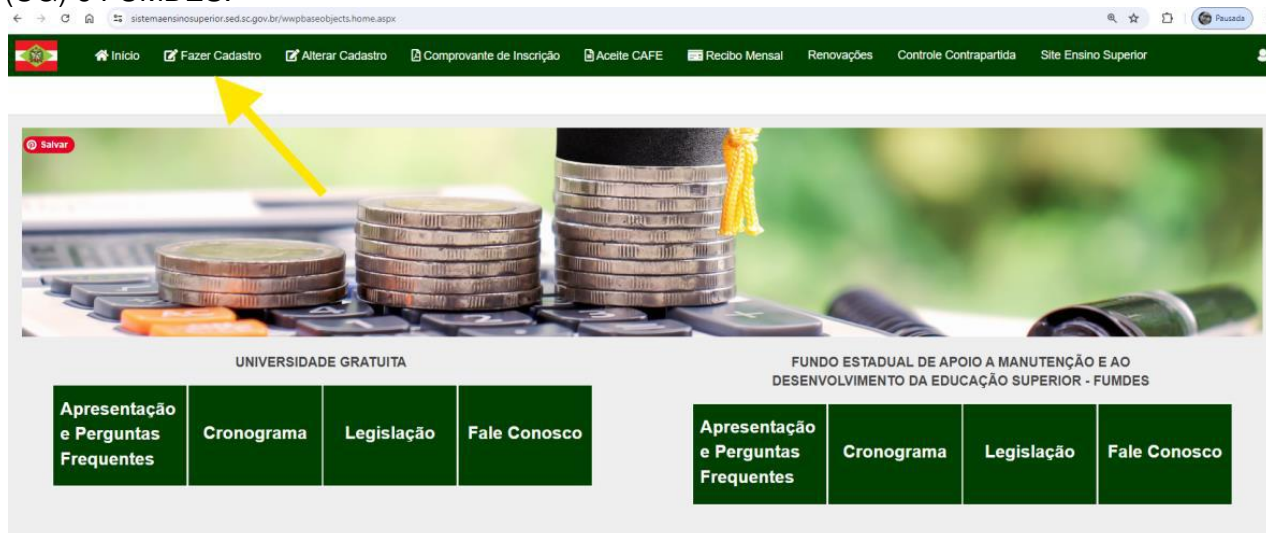 (UG) e FUMDES.
sistemaensinosuperior.sed.sc.gov.br/wwpbaseobjects.home.aspx
Pausada
Início Fazer Cadastro Alterar Cadastro Comprovante de Inscrição Aceite CAFE Recibo Mensal Renovações Controle Contrapartida Site Ensino Superior
Salvar
UNIVERSIDADE GRATUITA
Apresentação
e Perguntas
Frequentes
Cronograma
Legislação
Fale Conosco
FUNDO ESTADUAL DE APOIO A MANUTENÇÃO E AO
DESENVOLVIMENTO DA EDUCAÇÃO SUPERIOR - FUMDES
Apresentação
e Perguntas
Frequentes
Cronograma
Legislação
Fale Conosco